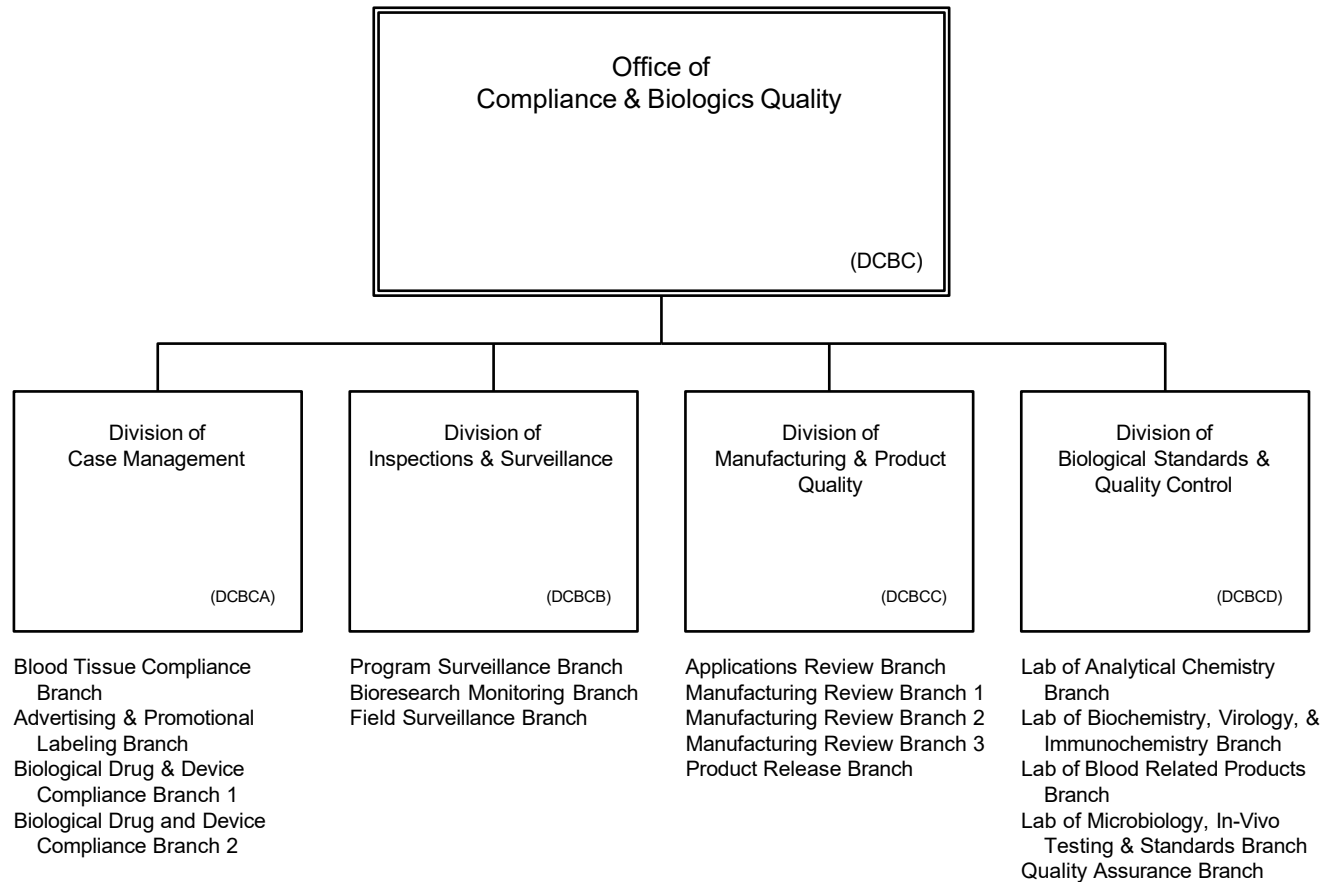 Office of
Compliance & Biologics Quality
(DCBC)
Division of
Case Management
(DCBCA)
Division of
Inspections & Surveillance
(DCBCB)
Division of
Manufacturing & Product
Quality
(DCBCC)
Division of
Biological Standards &
Quality Control
(DCBCD)
Blood Tissue Compliance
Branch
Advertising & Promotional
Labeling Branch
Biological Drug & Device
Compliance Branch 1
Biological Drug and Device
Compliance Branch 2
Program Surveillance Branch
Bioresearch Monitoring Branch
Field Surveillance Branch
Applications Review Branch
Manufacturing Review Branch 1
Manufacturing Review Branch 2
Manufacturing Review Branch 3
Product Release Branch
Lab of Analytical Chemistry
Branch
Lab of Biochemistry, Virology, &
Immunochemistry Branch
Lab of Blood Related Products
Branch
Lab of Microbiology, In-Vivo
Testing & Standards Branch
Quality Assurance Branch